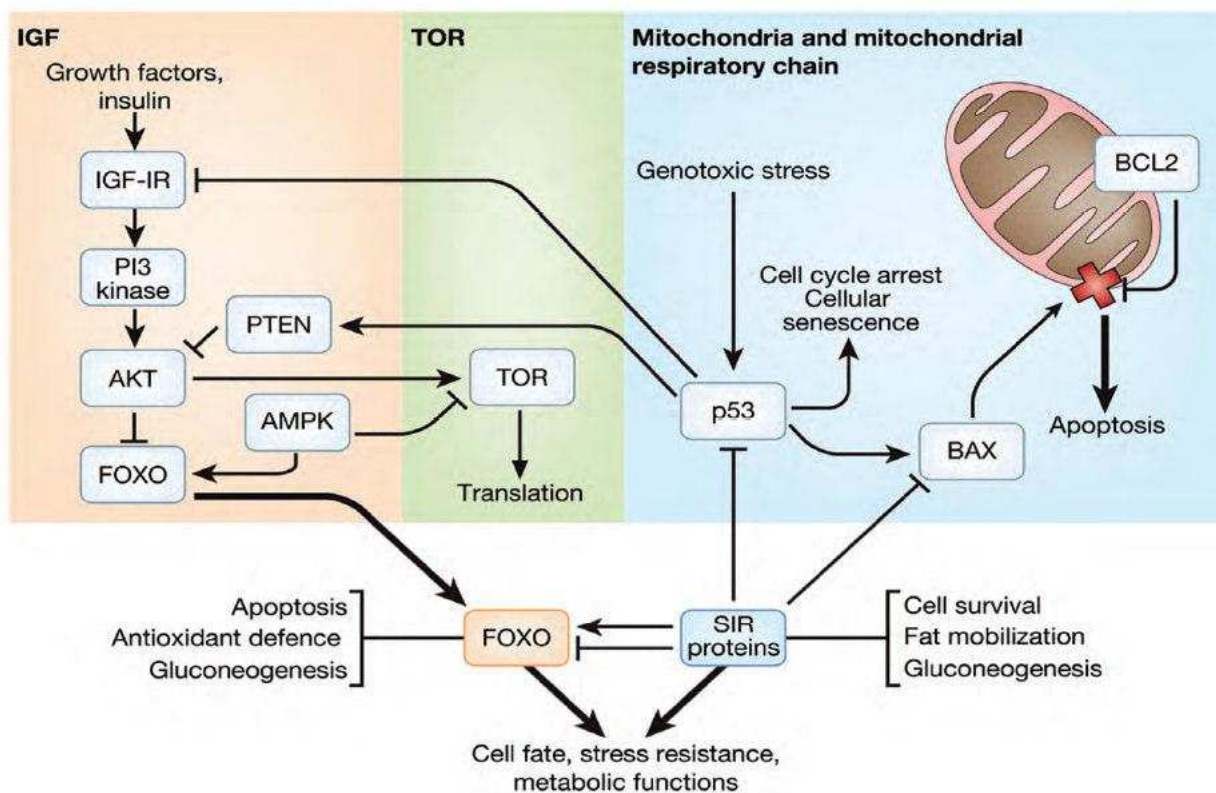 IGF
Growth factors,
insulin
IGF-IR
PI3
kinase
PTEN
AKT
AMPK
FOXO
TOR
TOR
Translation
Mitochondria and mitochondrial
respiratory chain
Genotoxic stress
BCL2
Cell cycle arrest
Cellular
senescence
p53
BAX
Apoptosis
Apoptosis
Antioxidant defence
Gluconeogenesis
FOXO
SIR
proteins
Cell survival
Fat mobilization
Gluconeogenesis
Cell fate, stress resistance,
metabolic functions